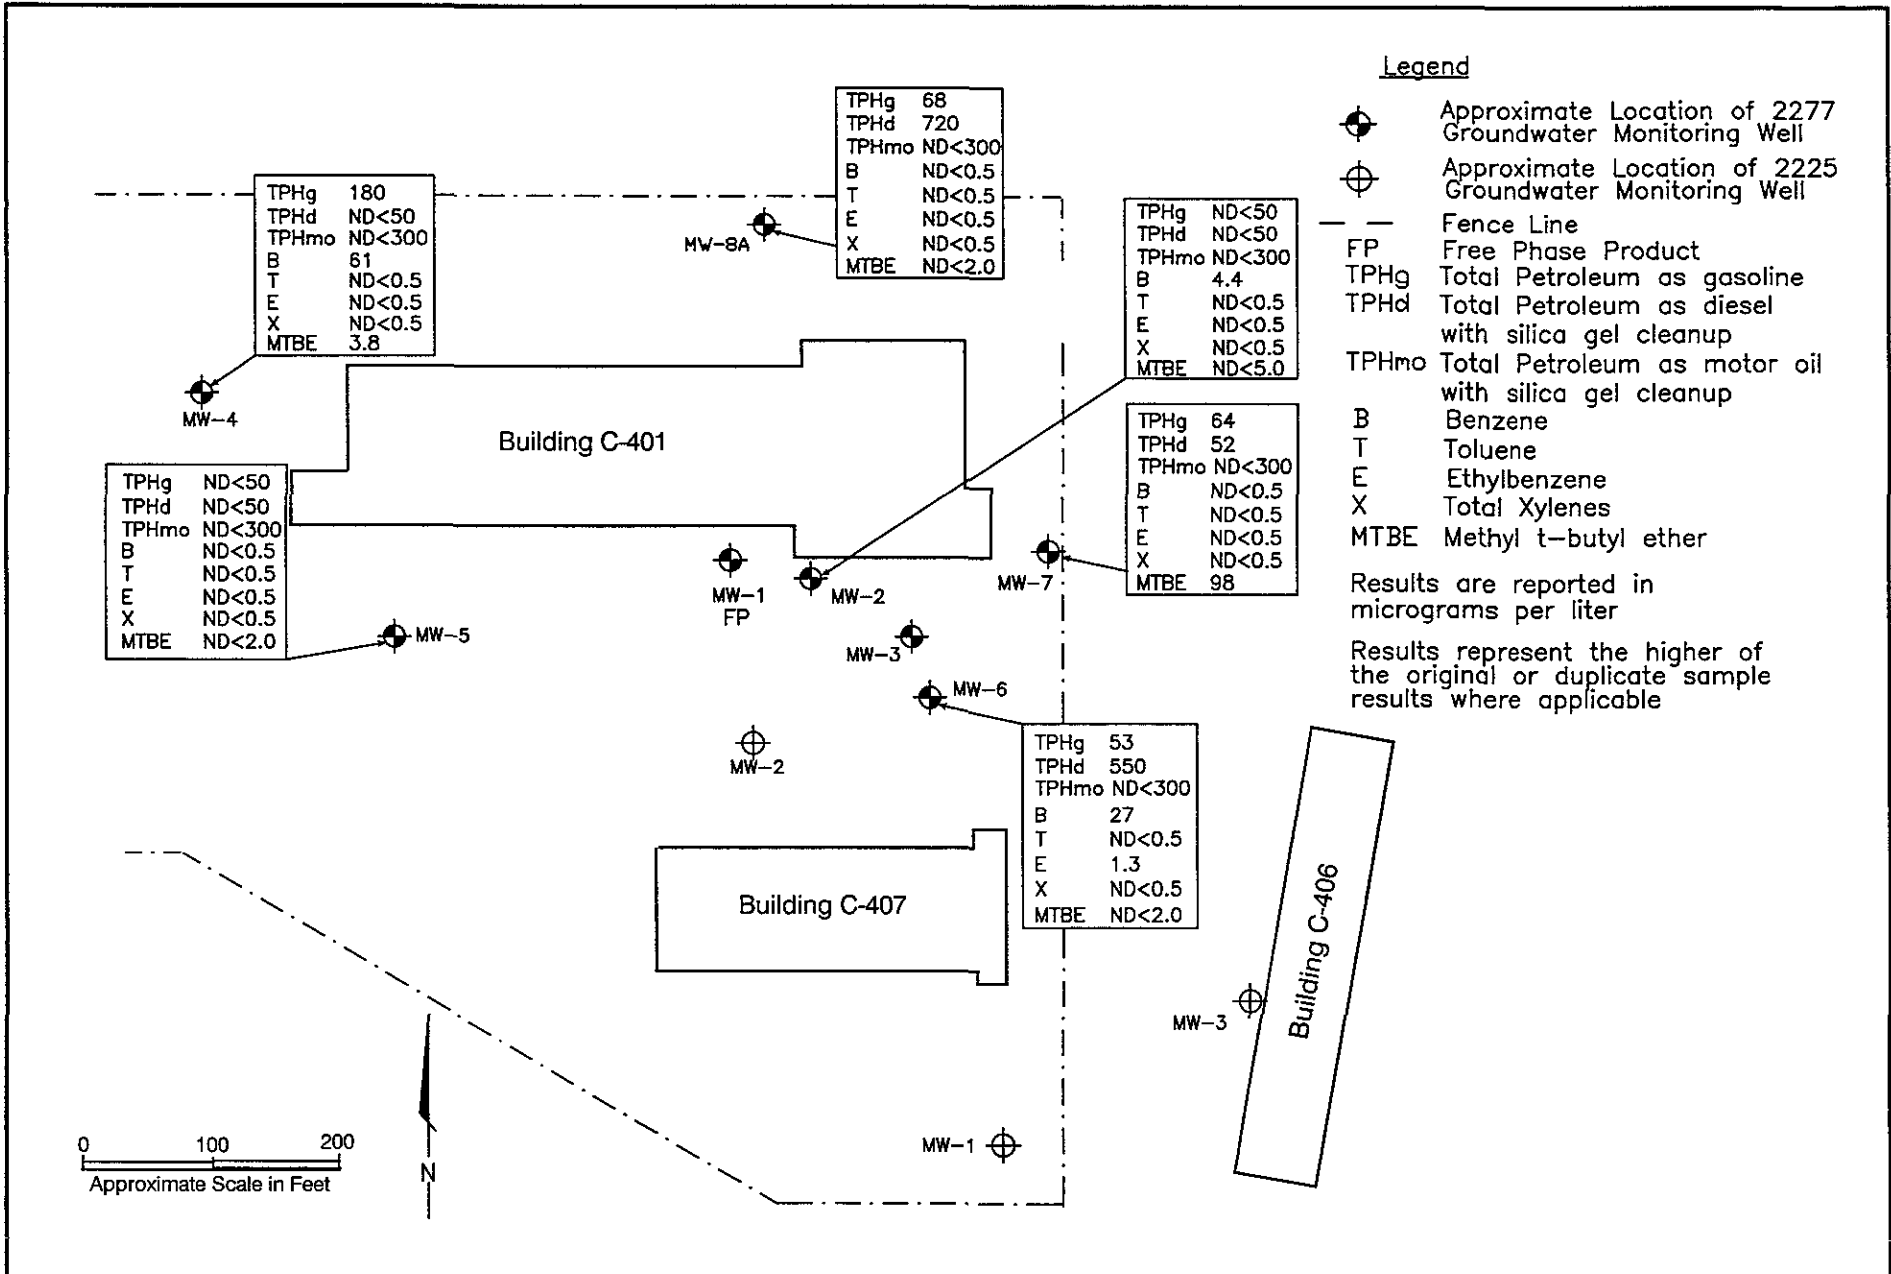 Legend
Approximate Location of 2277
Groundwater Monitoring Well
Approximate Location of 2225
Groundwater Monitoring Well
Fence Line
FP Free Phase Product
TPHg Total Petroleum as gasoline
TPHd Total Petroleum as diesel
with silica gel cleanup
TPHmo Total Petroleum as motor oil
with silica gel cleanup
B Benzene
T Toluene
E Ethylbenzene
X Total Xylenes
MTBE Methyl t-butyl ether
Results are reported in
micrograms per liter
Results represent the higher of
the original or duplicate sample
results where applicable
TPHg 68
TPHd 720
TPHmo ND<300
B ND<0.5
T ND<0.5
E ND<0.5
X ND<0.5
MTBE ND<2.0
MW-8A
TPHg 180
TPHd ND<50
TPHmo ND<300
B 61
T ND<0.5
E ND<0.5
X ND<0.5
MTBE 3.8
MW-4
TPHg ND<50
TPHd ND<50
TPHmo ND<300
B 4.4
T ND<0.5
E ND<0.5
X ND<0.5
MTBE ND<5.0
Building C-401
TPHg 64
TPHd 52
TPHmo ND<300
B ND<0.5
T ND<0.5
E ND<0.5
X ND<0.5
MTBE 98
TPHg ND<50
TPHd ND<50
TPHmo ND<300
B ND<0.5
T ND<0.5
E ND<0.5
X ND<0.5
MTBE ND<2.0
MW-5
MW-1
FP
MW-2
MW-7
MW-3
MW-6
MW-2
TPHg 53
TPHd 550
TPHmo ND<300
B 27
T ND<0.5
E 1.3
X ND<0.5
MTBE ND<2.0
Building C-407
Building C-406
MW-3
MW-1
0 100 200
Approximate Scale in Feet
N